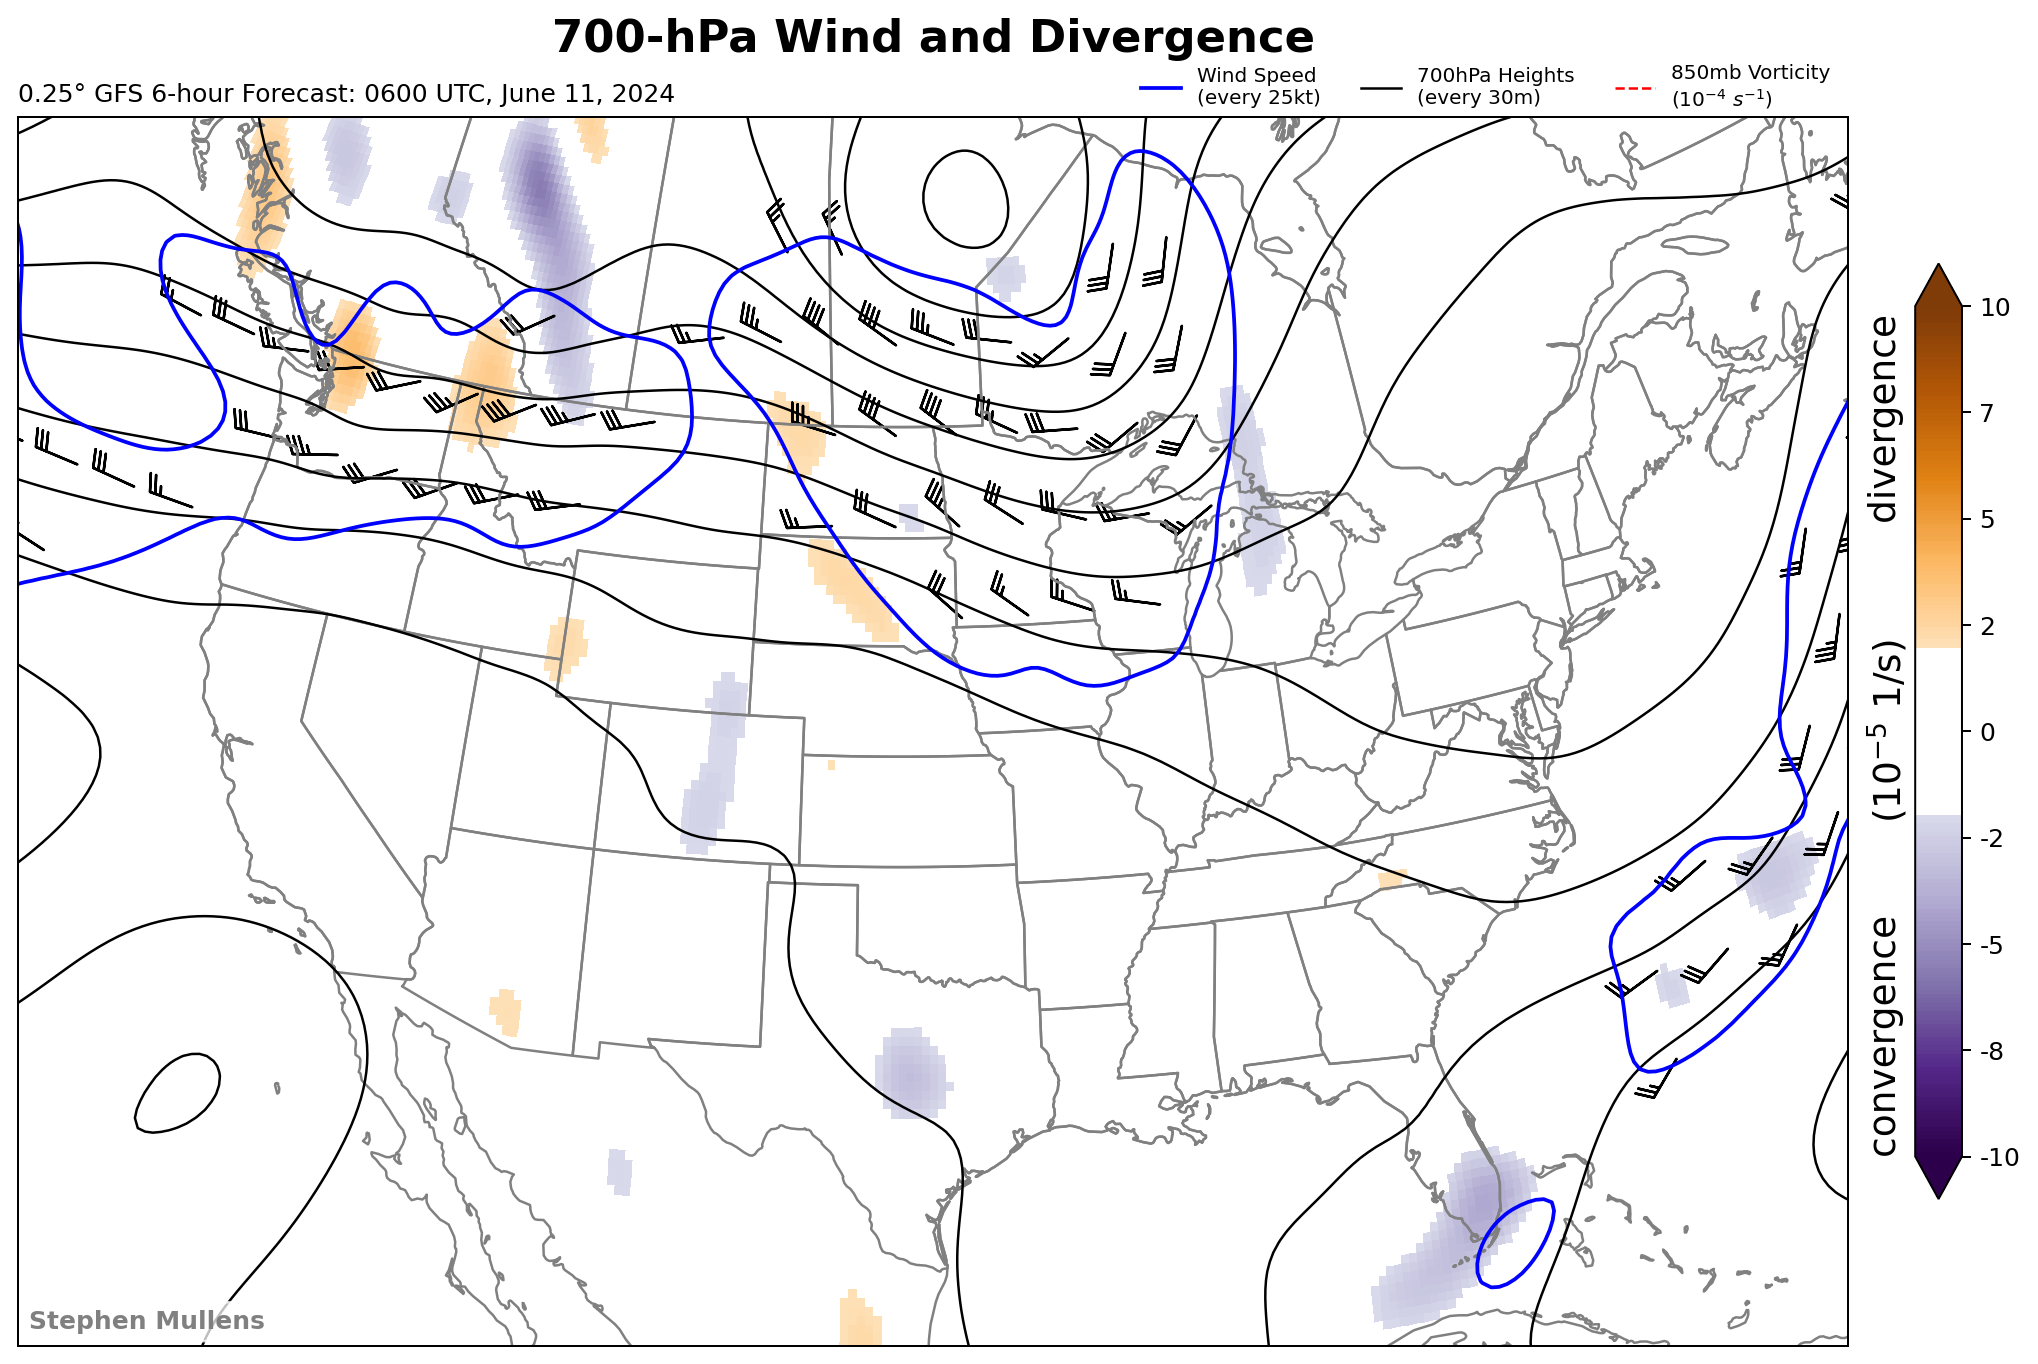 700-hPa Wind and Divergence
0.25° GFS 6-hour Forecast: 0600 UTC, June 11, 2024
Wind Speed
(every 25kt)
700hPa Heights
(every 30m)
850mb Vorticity
(10⁻⁴ s⁻¹)
10
7
5
2
0
-2
-5
-8
-10
convergence (10⁻⁵ 1/s) divergence
Stephen Mullens